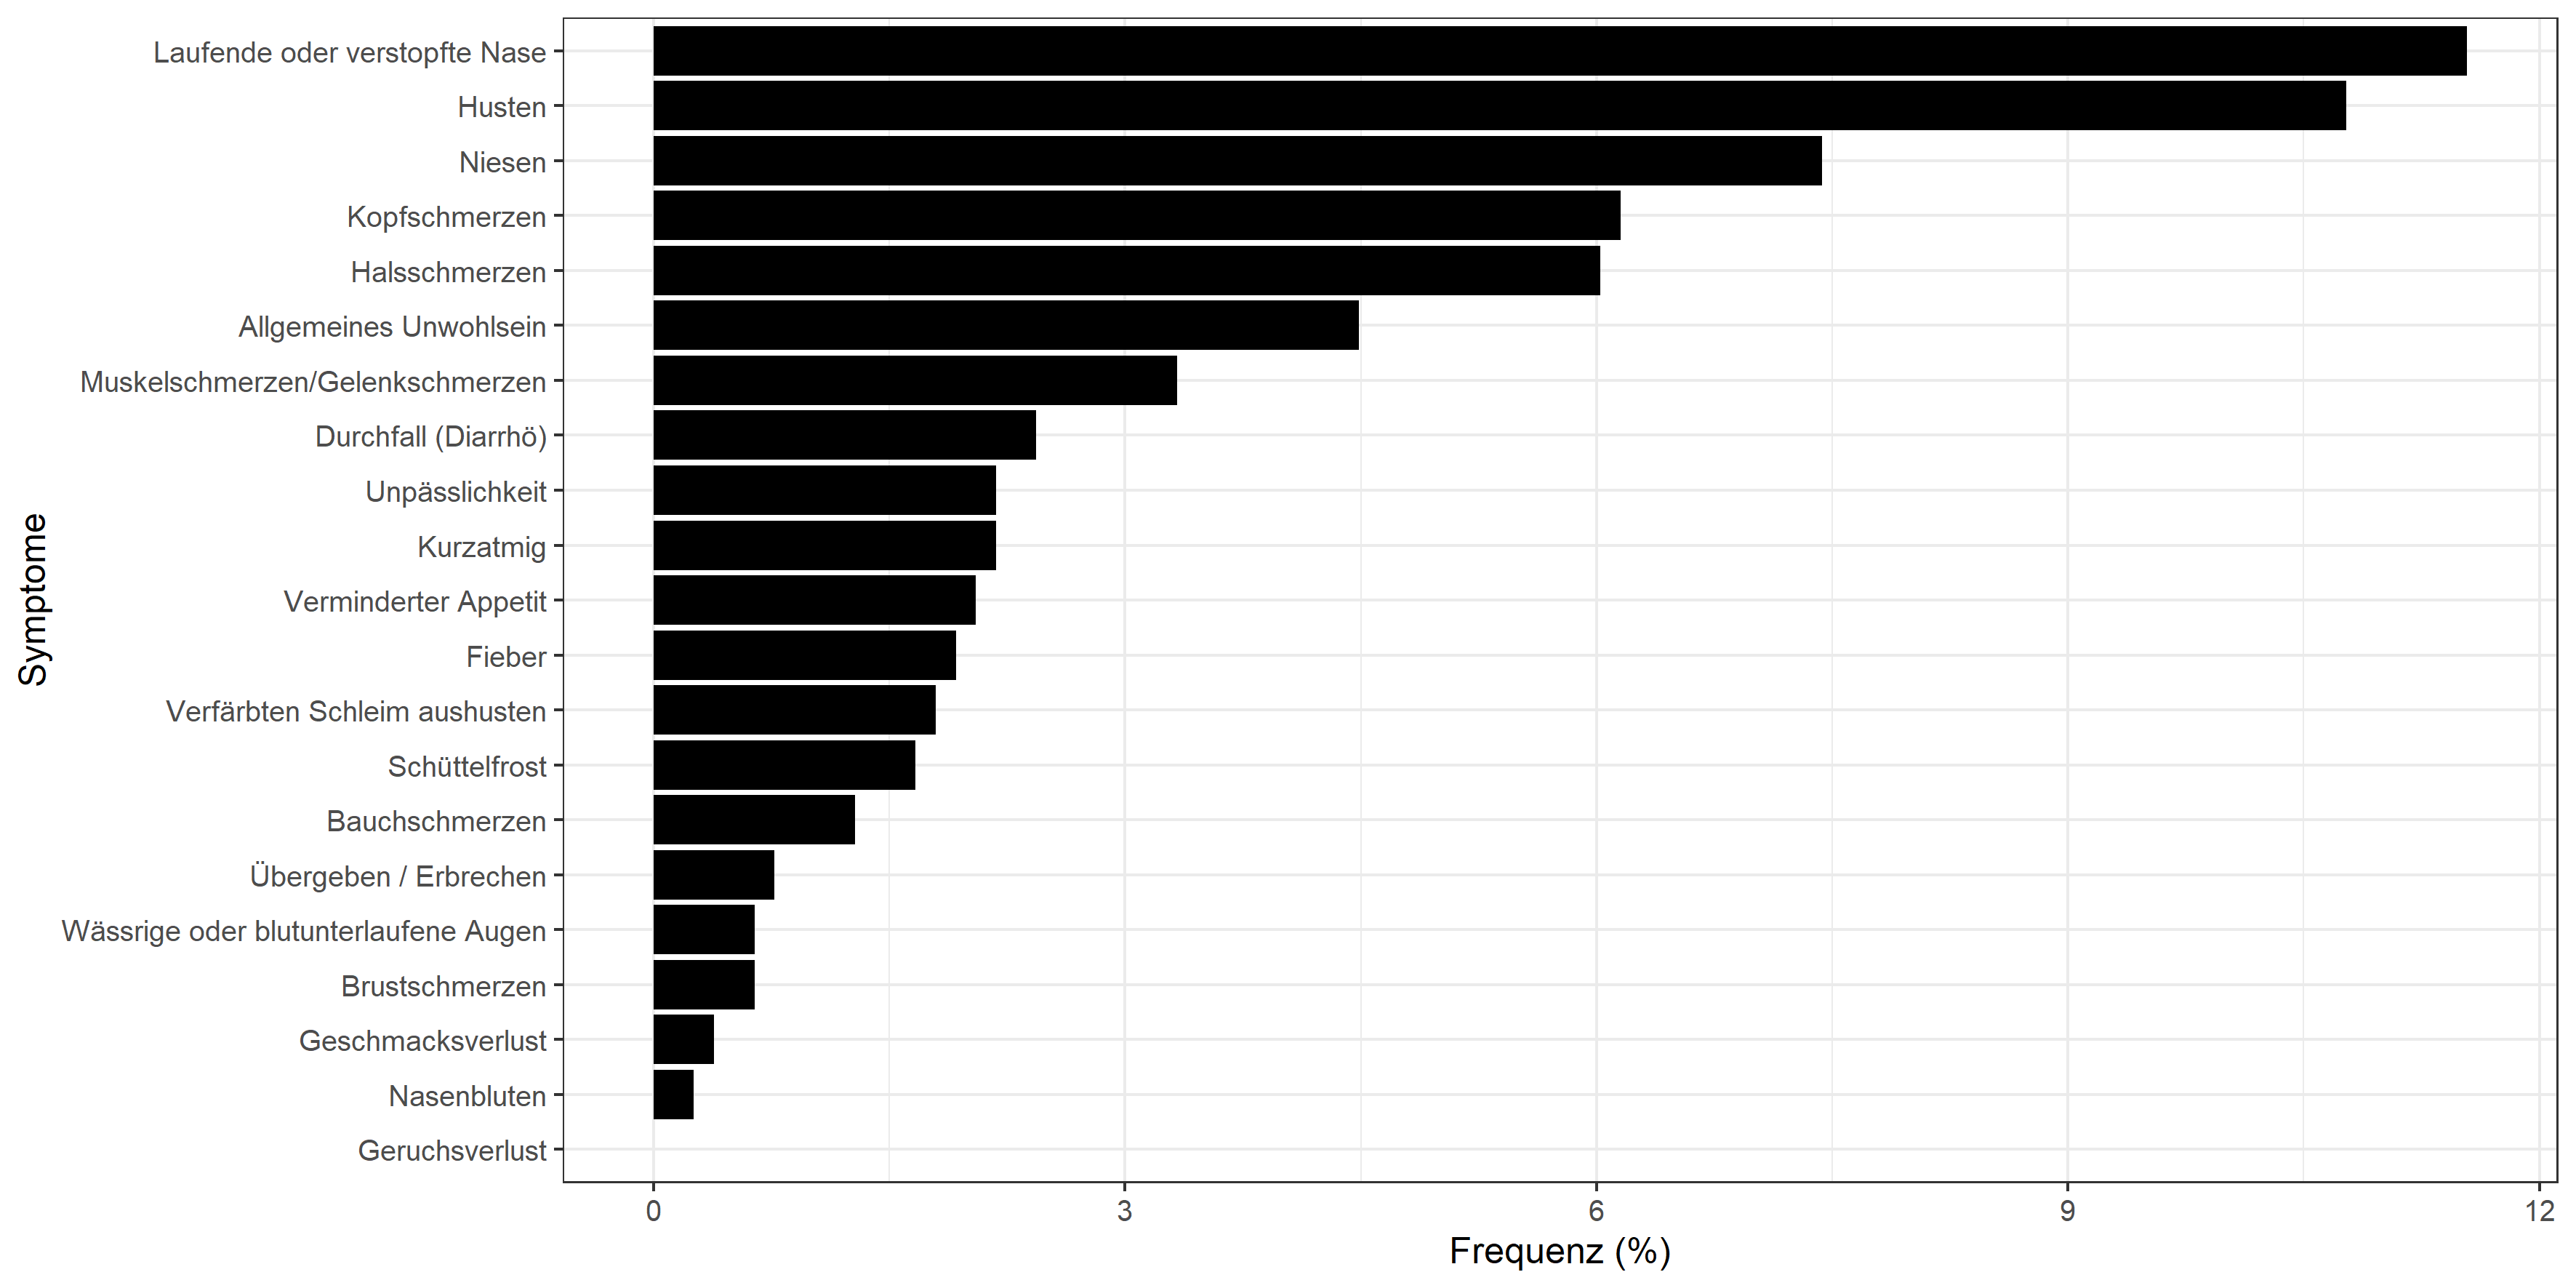 Symptome
Laufende oder verstopfte Nase
Husten
Niesen
Kopfschmerzen
Halsschmerzen
Allgemeines Unwohlsein
Muskelschmerzen/Gelenkschmerzen
Durchfall (Diarrhö)
Unpässlichkeit
Kurzatmig
Verminderter Appetit
Fieber
Verfärbten Schleim aushusten
Schüttelfrost
Bauchschmerzen
Übergeben / Erbrechen
Wässrige oder blutunterlaufene Augen
Brustschmerzen
Geschmacksverlust
Nasenbluten
Geruchsverlust
0 3 6 9 12
Frequenz (%)